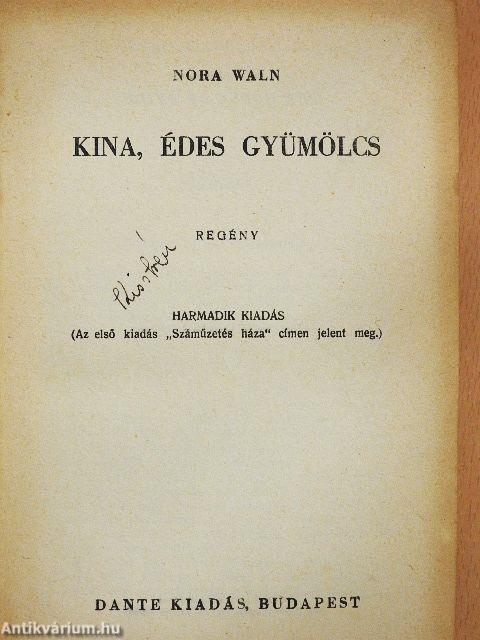 NORA WALN
KINA, ÉDES GYÜMÖLCS
REGÉNY
HARMADIK KIADÁS
(Az első kiadás „Száműzetés háza" címen jelent meg.)
DANTE KIADÁS, BUDAPEST
Antikvárium.hu